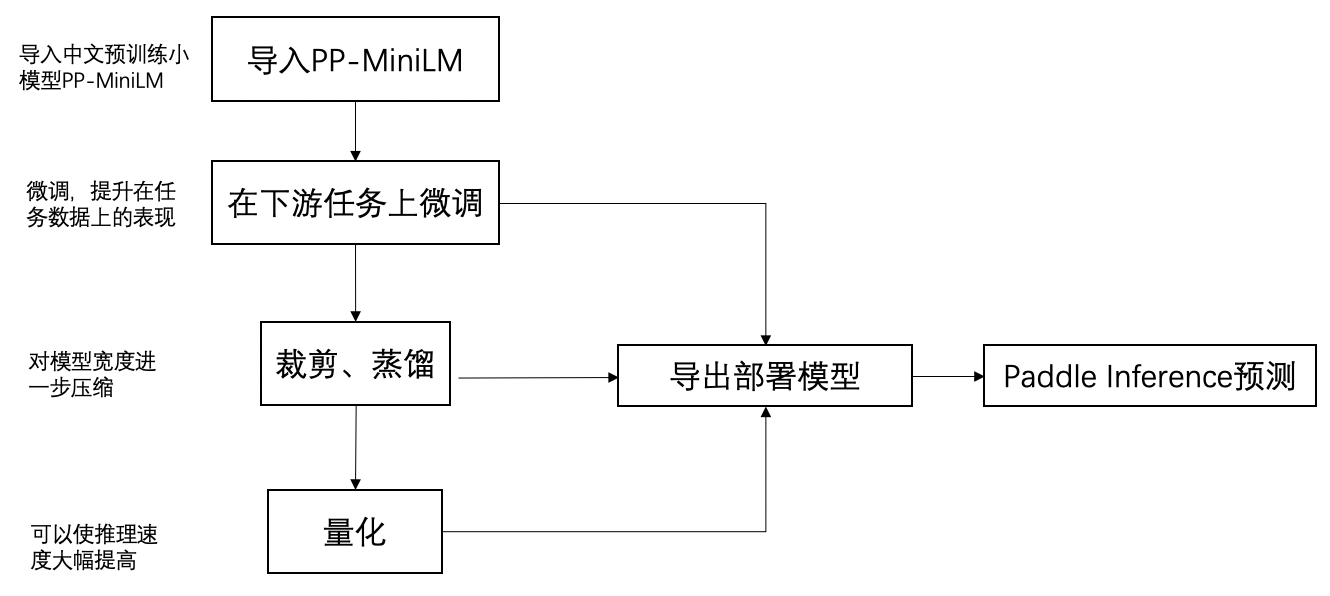 导入中文预训练小
模型PP-MiniLM
导入PP-MiniLM
微调，提升在任
务数据上的表现
在下游任务上微调
对模型宽度进
一步压缩
裁剪、蒸馏
导出部署模型
Paddle Inference预测
可以使推理速
度大幅提高
量化